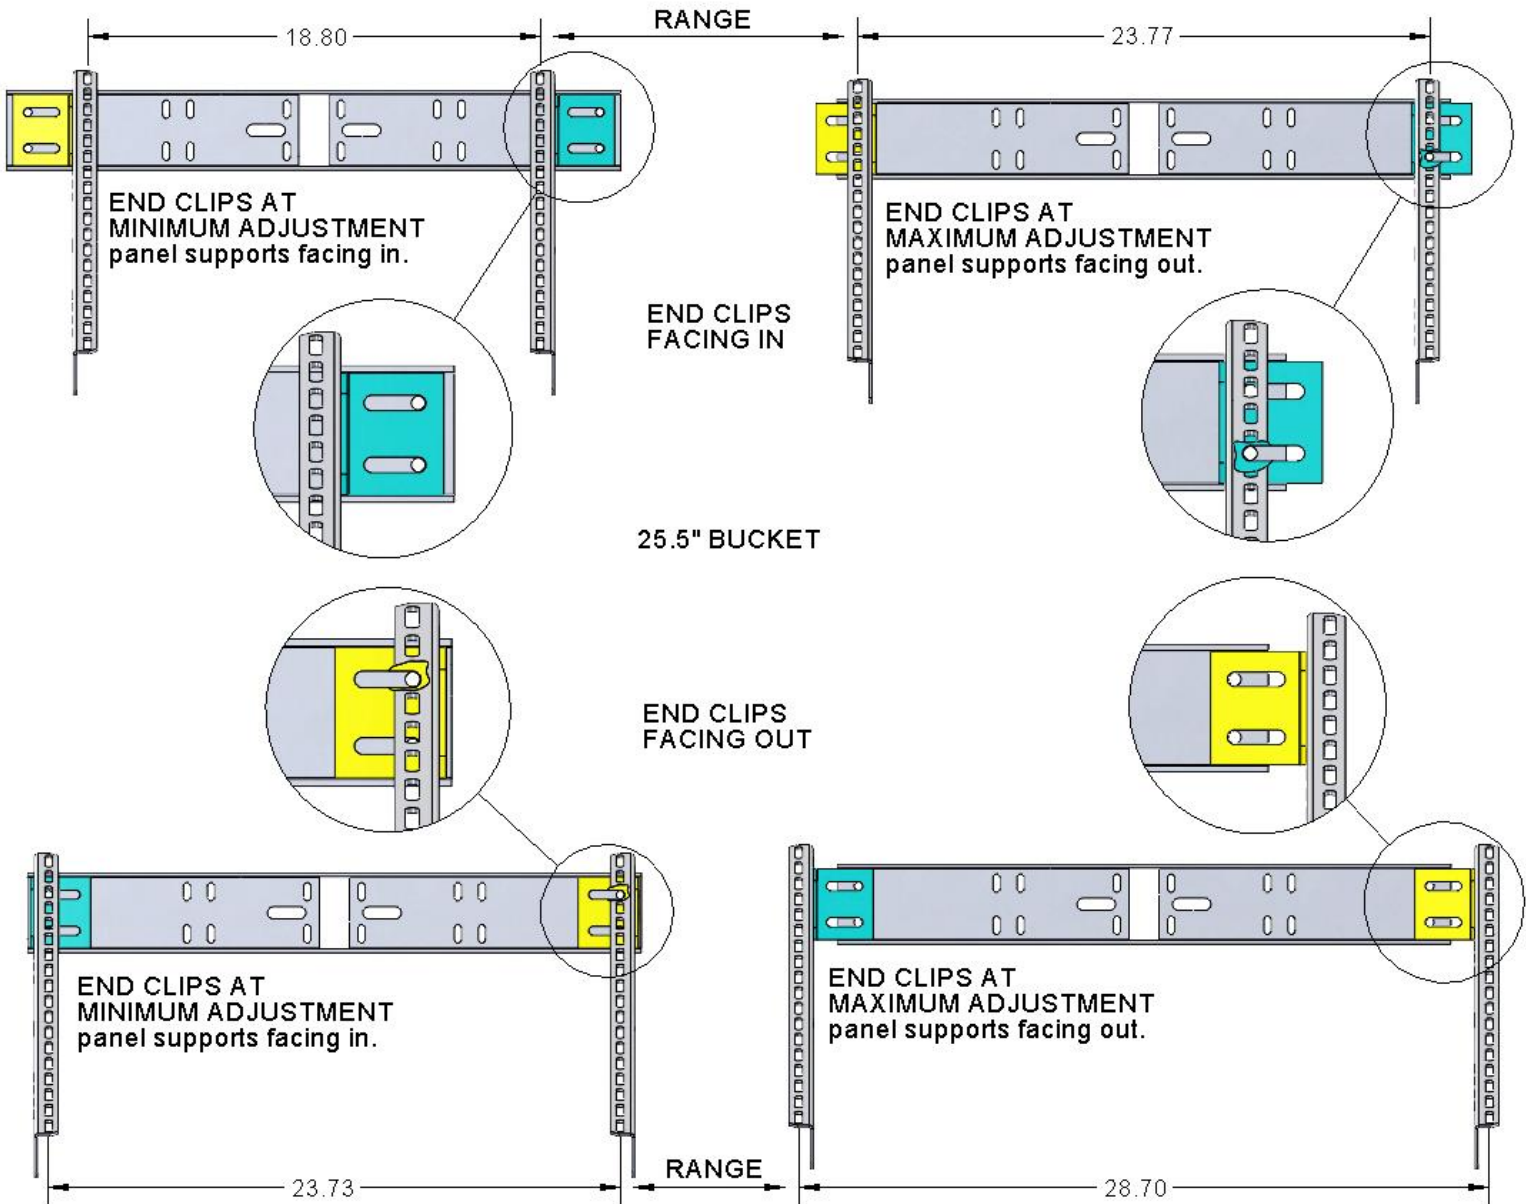 RANGE
18.80
23.77
END CLIPS AT
MINIMUM ADJUSTMENT
panel supports facing in.
END CLIPS AT
MAXIMUM ADJUSTMENT
panel supports facing out.
END CLIPS
FACING IN
25.5" BUCKET
END CLIPS
FACING OUT
END CLIPS AT
MINIMUM ADJUSTMENT
panel supports facing in.
END CLIPS AT
MAXIMUM ADJUSTMENT
panel supports facing out.
RANGE
23.73
28.70